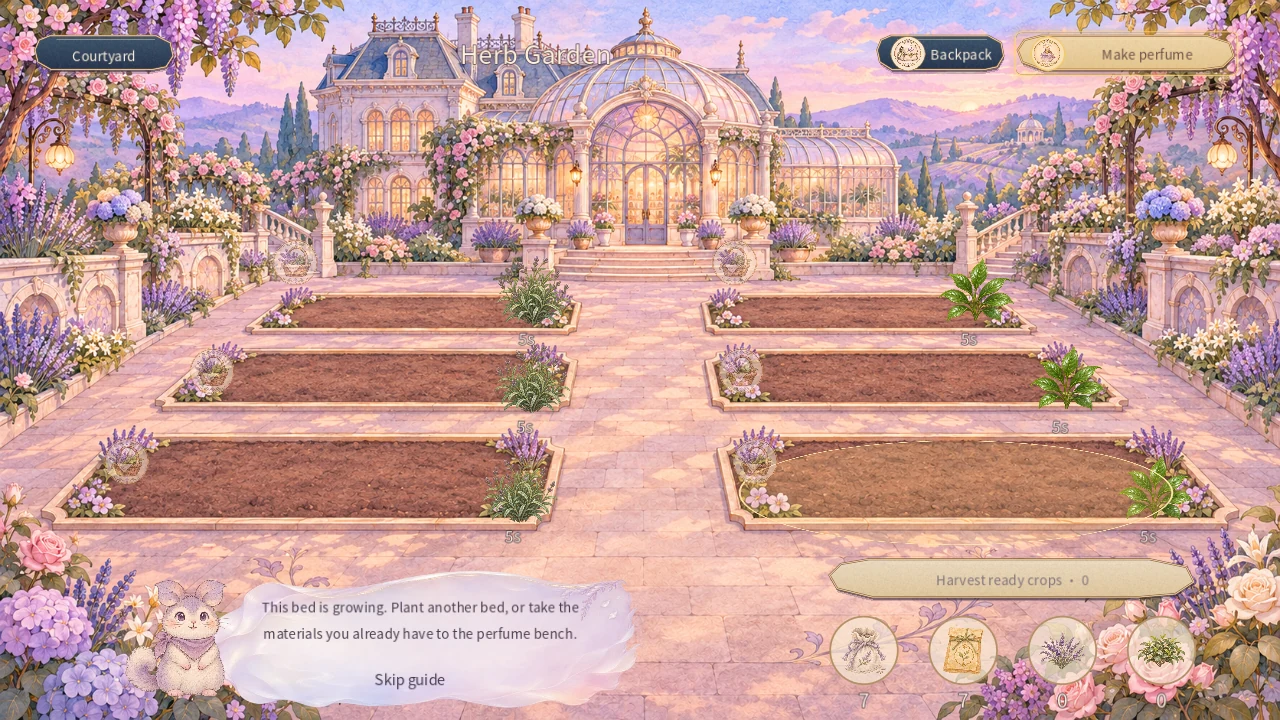 Courtyard
Herb Garden
Backpack
Make perfume
5s
5s
5s
5s
5s
5s
Harvest ready crops • 0
This bed is growing. Plant another bed, or take the
materials you already have to the perfume bench.
Skip guide
7
7
0
0